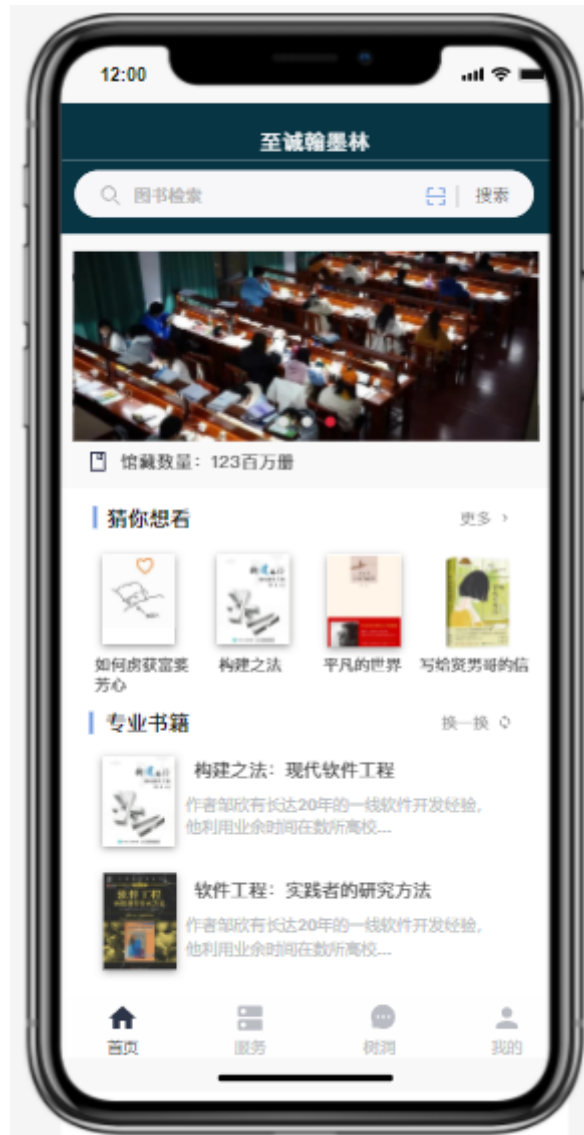 12:00
至诚翰墨林
图书检索
搜索
馆藏数量：123百万册
猜你想看
更多 >
如何虏获富婆
芳心
构建之法
平凡的世界
写给贤男哥的信
专业书籍
换一换
构建之法：现代软件工程
作者邹欣有长达20年的一线软件开发经验，
他利用业余时间在数所高校...
软件工程：实践者的研究方法
作者邹欣有长达20年的一线软件开发经验，
他利用业余时间在数所高校...
首页
服务
树洞
我的